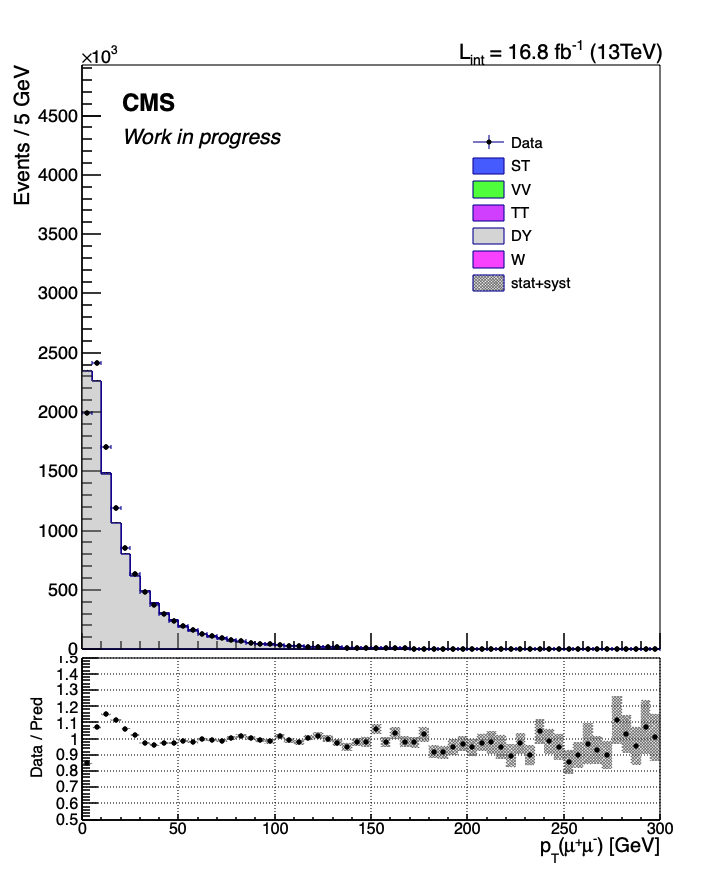 ×10³
L_int = 16.8 fb⁻¹ (13TeV)
Events / 5 GeV
CMS
Work in progress
Data
ST
VV
TT
DY
W
stat+syst
4500
4000
3500
3000
2500
2000
1500
1000
500
0
Data / Pred
1.5
1.4
1.3
1.2
1.1
1
0.9
0.8
0.7
0.6
0.5
0 50 100 150 200 250 300
p_T(μ⁺μ⁻) [GeV]